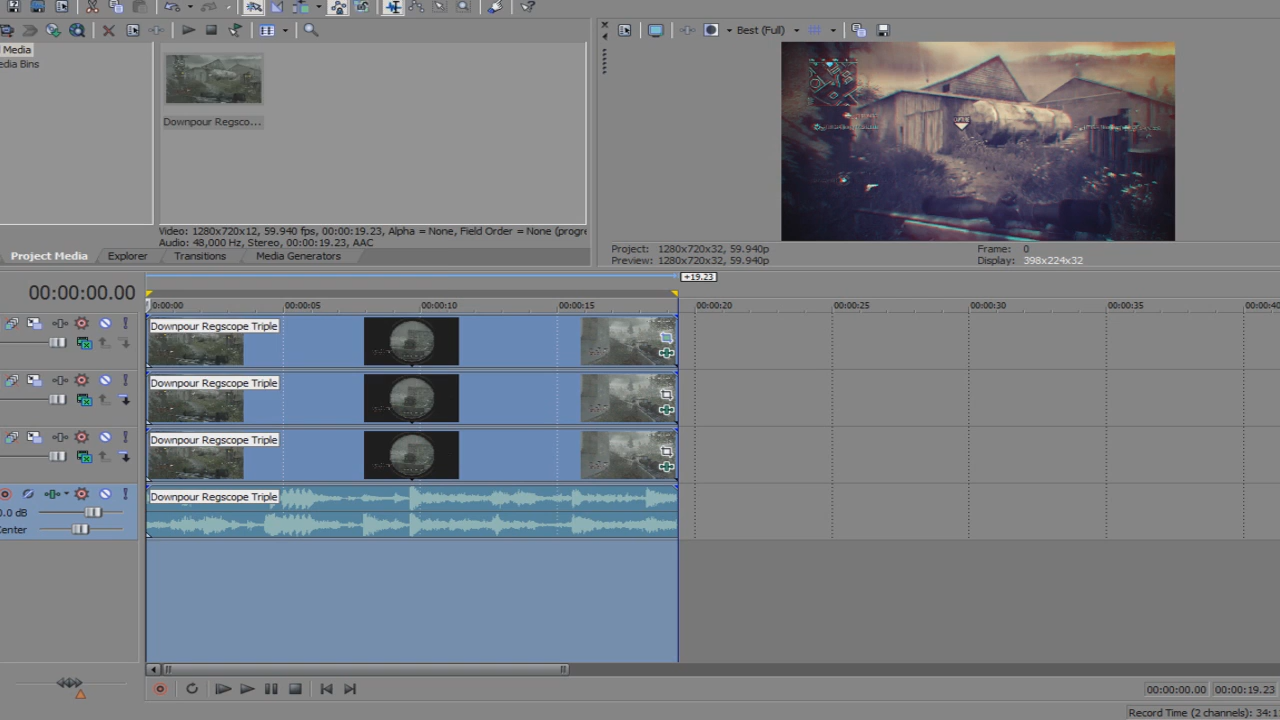 Best (Full)
Media
edia Bins
Downpour Regsco...
CAPTURE
Video: 1280x720x12, 59.940 fps, 00:00:19.23, Alpha = None, Field Order = None (progre
Audio: 48,000 Hz, Stereo, 00:00:19.23, AAC
Project: 1280x720x32, 59.940p
Frame: 0
Preview: 1280x720x32, 59.940p
Display: 398x224x32
Project Media Explorer Transitions Media Generators
+19.23
00:00:00.00
0:00:00 00:00:05 00:00:10 00:00:15 00:00:20 00:00:25 00:00:30 00:00:35 00:00:40
Downpour Regscope Triple
Downpour Regscope Triple
Downpour Regscope Triple
Downpour Regscope Triple
0.0 dB
Center
00:00:00.00 00:00:19.23
Record Time (2 channels): 34:1